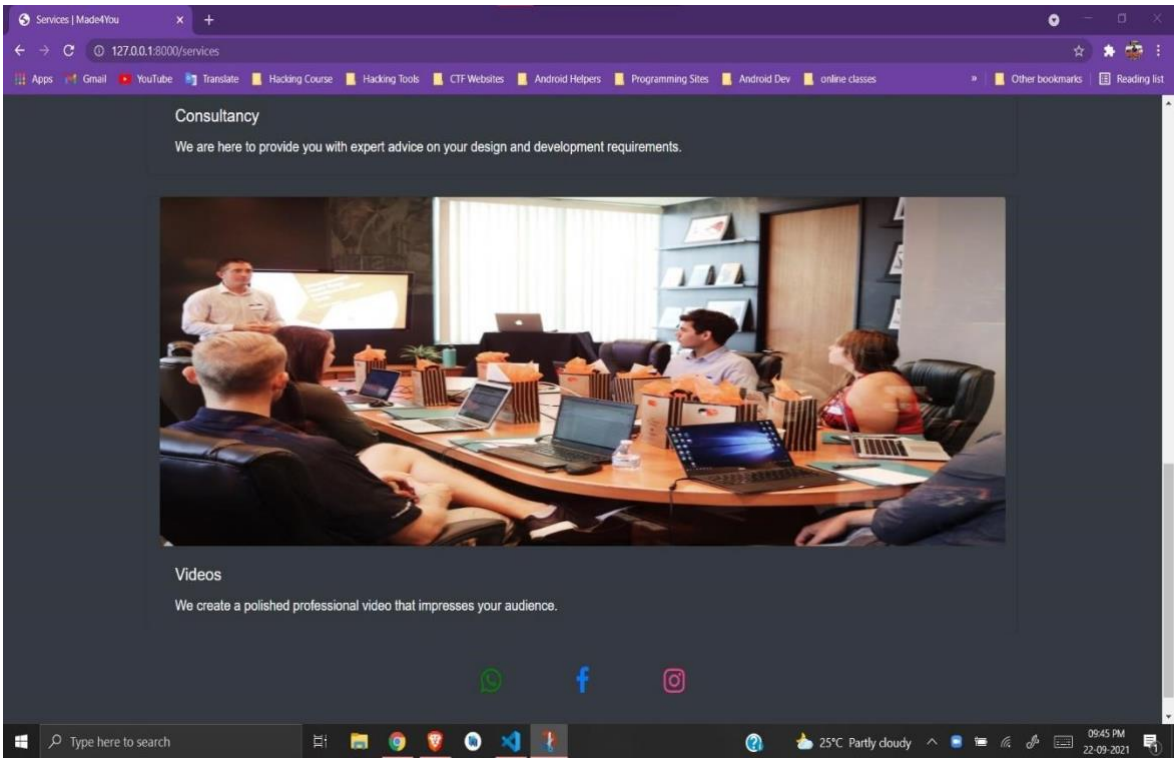 Services | Made4You
127.0.0.1:8000/services
Apps Gmail YouTube Translate Hacking Course Hacking Tools CTF Websites Android Helpers Programming Sites Android Dev online classes » Other bookmarks Reading list
Consultancy
We are here to provide you with expert advice on your design and development requirements.
Videos
We create a polished professional video that impresses your audience.
Type here to search
25°C Partly cloudy
09:45 PM
22-09-2021